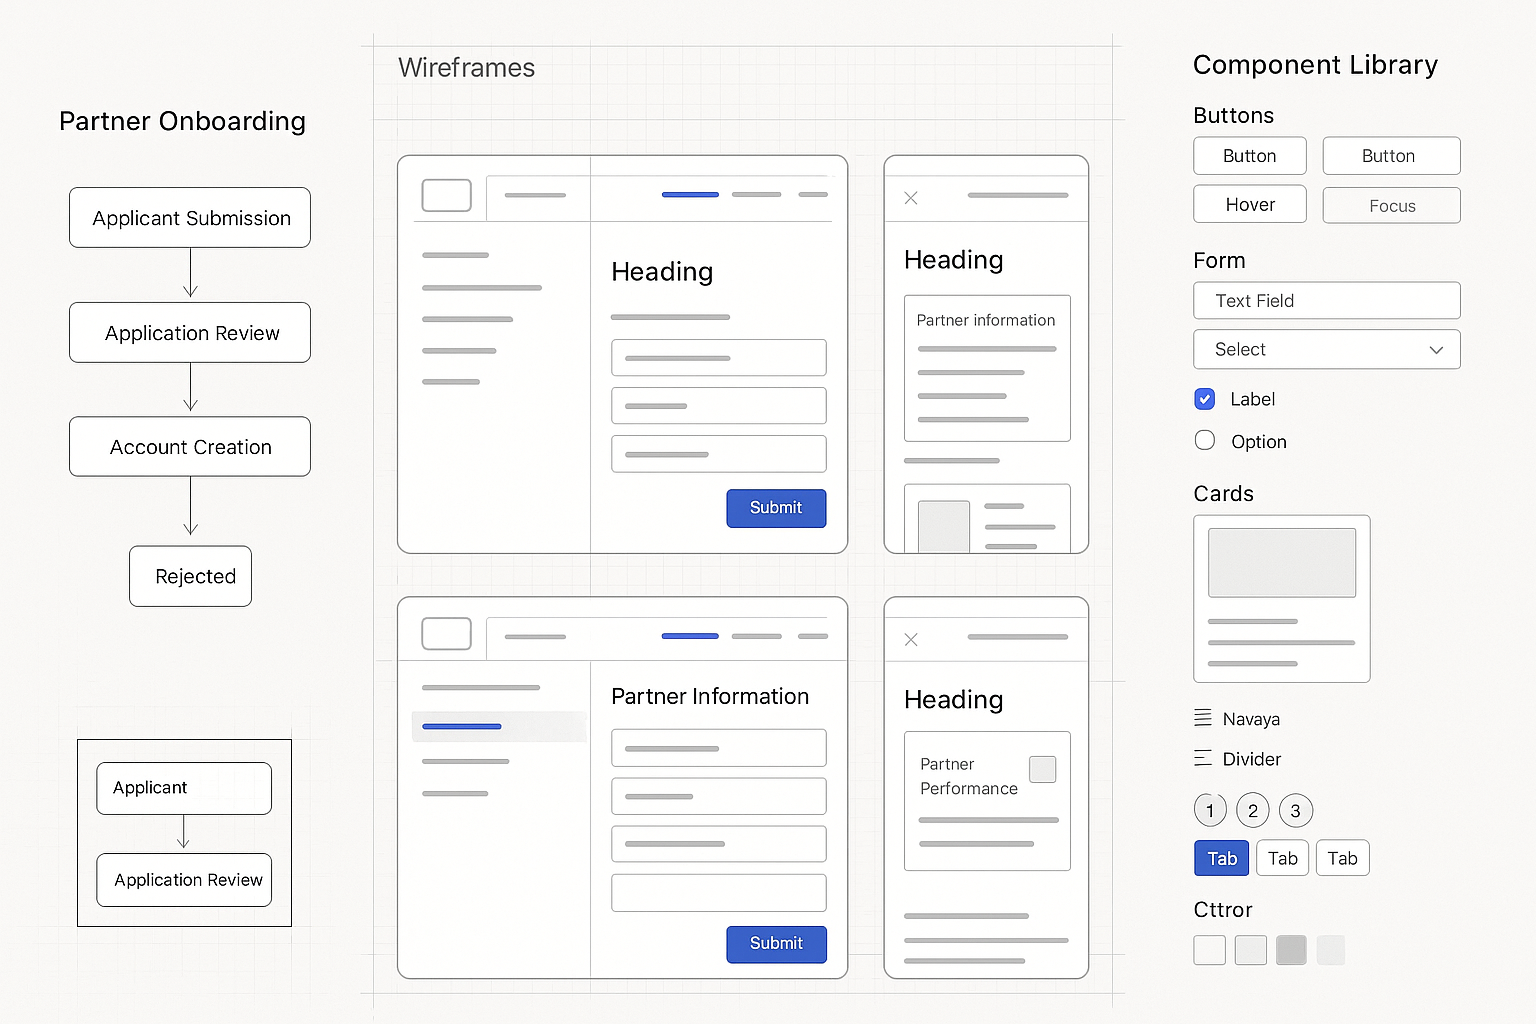 Partner Onboarding
Applicant Submission
Application Review
Account Creation
Rejected
Applicant
Application Review
Wireframes
Heading
Submit
Heading
Partner information
Partner Information
Submit
Heading
Partner
Performance
Component Library
Buttons
Button
Button
Hover
Focus
Form
Text Field
Select
Label
Option
Cards
Navaya
Divider
1 2 3
Tab Tab Tab
Cttror